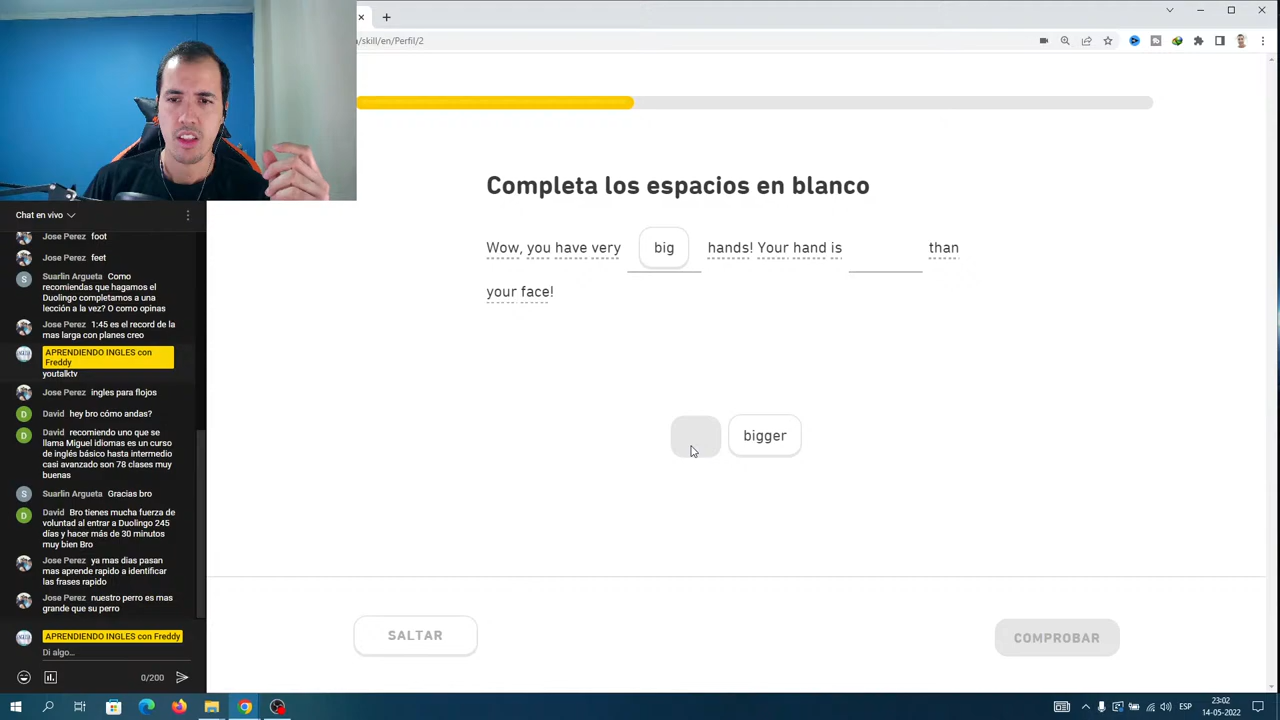 /skill/en/Perfil/2
Completa los espacios en blanco
Wow, you have very big hands! Your hand is than
your face!
bigger
SALTAR
COMPROBAR
Chat en vivo
Jose Perez foot
Jose Perez feet
Suarlin Argueta Como
recomiendas que hagamos el
Duolingo completamos a una
lección a la vez? O como opinas
Jose Perez 1:45 es el record de la
mas larga con planes creo
APRENDIENDO INGLES con
Freddy
youtalktv
Jose Perez ingles para flojos
David hey bro cómo andas?
David recomiendo uno que se
llama Miguel idiomas es un curso
de inglés básico hasta intermedio
casi avanzado son 78 clases muy
buenas
Suarlin Argueta Gracias bro
David Bro tienes mucha fuerza de
voluntad al entrar a Duolingo 245
días y hacer más de 30 minutos
muy bien Bro
Jose Perez ya mas dias pasan
mas aprende rapido a identificar
las frases rapido
Jose Perez nuestro perro es mas
grande que su perro
APRENDIENDO INGLES con Freddy
Di algo...
0/200
ESP
23:02
14-05-2022